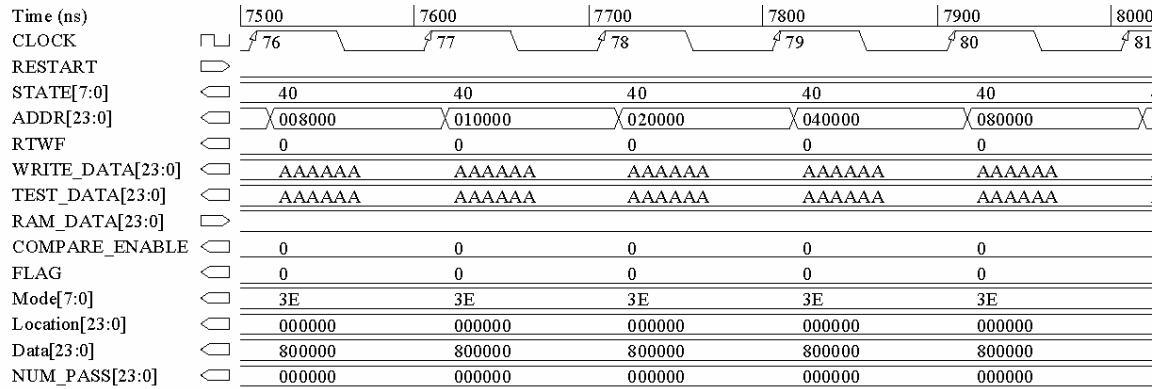 Time (ns) 7500 7600 7700 7800 7900 8000
CLOCK 76 77 78 79 80 81
RESTART
STATE[7:0] 40 40 40 40 40
ADDR[23:0] 008000 010000 020000 040000 080000
RTWF 0 0 0 0 0
WRITE_DATA[23:0] AAAAAA AAAAAA AAAAAA AAAAAA AAAAAA
TEST_DATA[23:0] AAAAAA AAAAAA AAAAAA AAAAAA AAAAAA
RAM_DATA[23:0]
COMPARE_ENABLE 0 0 0 0 0
FLAG 0 0 0 0 0
Mode[7:0] 3E 3E 3E 3E 3E
Location[23:0] 000000 000000 000000 000000 000000
Data[23:0] 800000 800000 800000 800000 800000
NUM_PASS[23:0] 000000 000000 000000 000000 000000